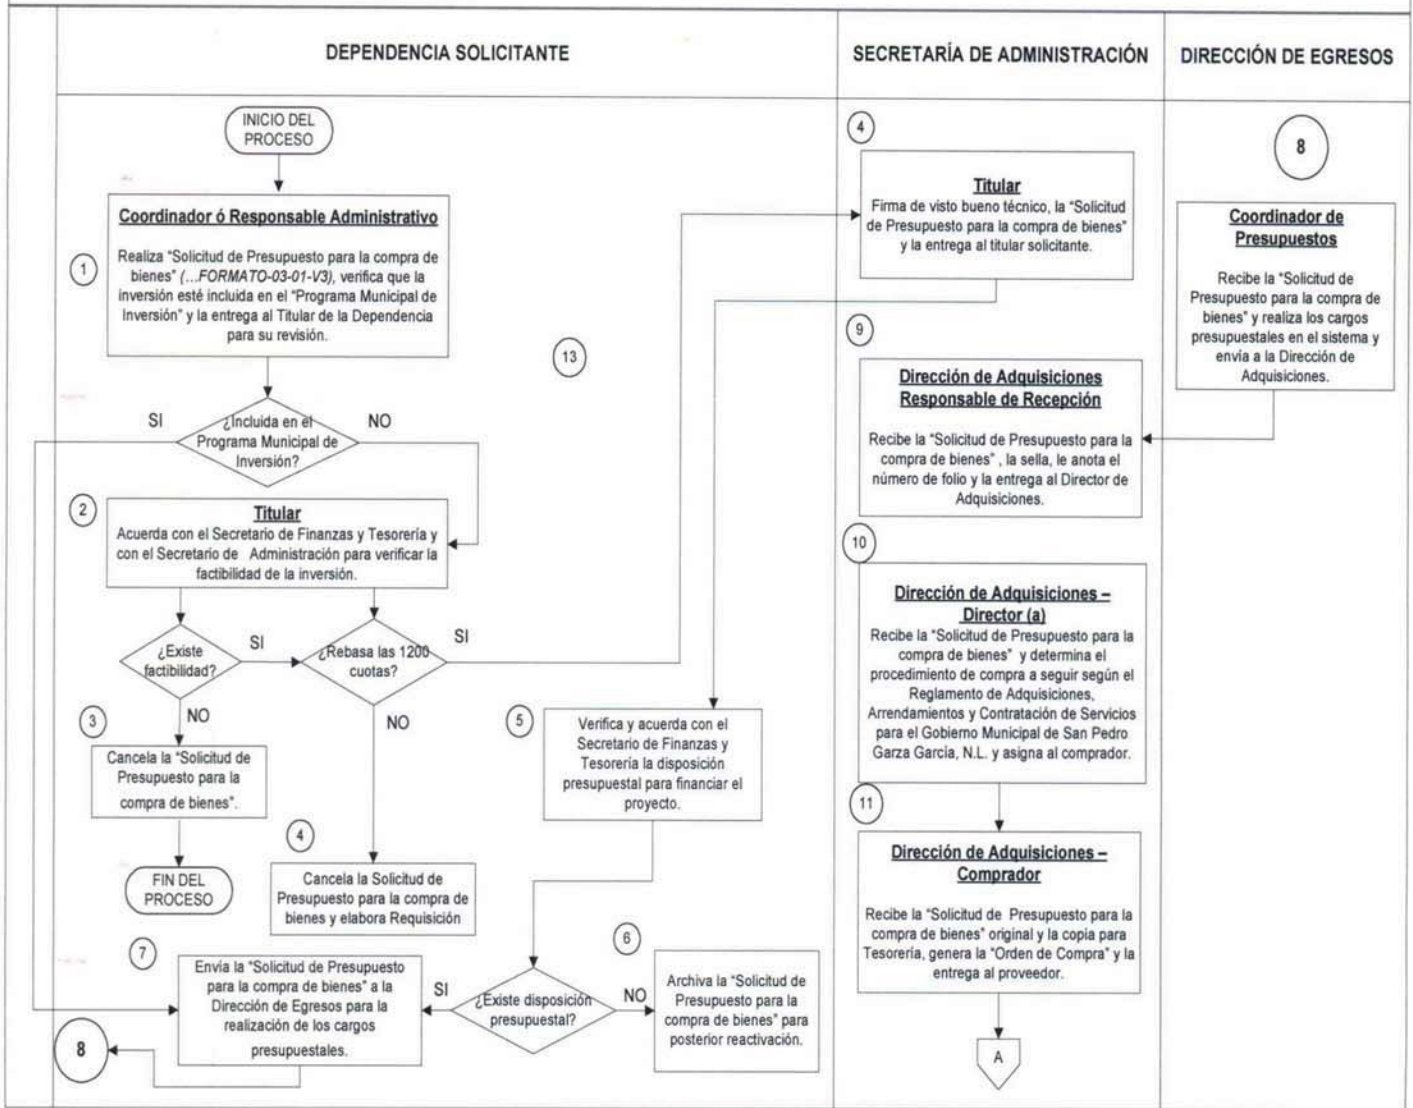 DEPENDENCIA SOLICITANTE
SECRETARÍA DE ADMINISTRACIÓN
DIRECCIÓN DE EGRESOS
INICIO DEL
PROCESO
1
Coordinador ó Responsable Administrativo
Realiza "Solicitud de Presupuesto para la compra de
bienes" (...FORMATO-03-01-V3), verifica que la
inversión esté incluida en el "Programa Municipal de
Inversión" y la entrega al Titular de la Dependencia
para su revisión.
13
SI
¿Incluida en el
Programa Municipal de
Inversión?
NO
2
Titular
Acuerda con el Secretario de Finanzas y Tesorería y
con el Secretario de Administración para verificar la
factibilidad de la inversión.
¿Existe
factibilidad?
SI
¿Rebasa las 1200
cuotas?
SI
NO
NO
3
Cancela la "Solicitud de
Presupuesto para la
compra de bienes".
FIN DEL
PROCESO
4
Cancela la Solicitud de
Presupuesto para la compra de
bienes y elabora Requisición
5
Verifica y acuerda con el
Secretario de Finanzas y
Tesorería la disposición
presupuestal para financiar el
proyecto.
¿Existe disposición
presupuestal?
SI
NO
6
Archiva la "Solicitud de
Presupuesto para la
compra de bienes" para
posterior reactivación.
7
Envía la "Solicitud de Presupuesto
para la compra de bienes" a la
Dirección de Egresos para la
realización de los cargos
presupuestales.
8
4
Titular
Firma de visto bueno técnico, la "Solicitud
de Presupuesto para la compra de bienes"
y la entrega al titular solicitante.
9
Dirección de Adquisiciones
Responsable de Recepción
Recibe la "Solicitud de Presupuesto para la
compra de bienes" , la sella, le anota el
número de folio y la entrega al Director de
Adquisiciones.
10
Dirección de Adquisiciones –
Director (a)
Recibe la "Solicitud de Presupuesto para la
compra de bienes" y determina el
procedimiento de compra a seguir según el
Reglamento de Adquisiciones,
Arrendamientos y Contratación de Servicios
para el Gobierno Municipal de San Pedro
Garza García, N.L. y asigna al comprador.
11
Dirección de Adquisiciones –
Comprador
Recibe la "Solicitud de Presupuesto para la
compra de bienes" original y la copia para
Tesorería, genera la "Orden de Compra" y la
entrega al proveedor.
A
8
Coordinador de
Presupuestos
Recibe la "Solicitud de
Presupuesto para la compra de
bienes" y realiza los cargos
presupuestales en el sistema y
envía a la Dirección de
Adquisiciones.